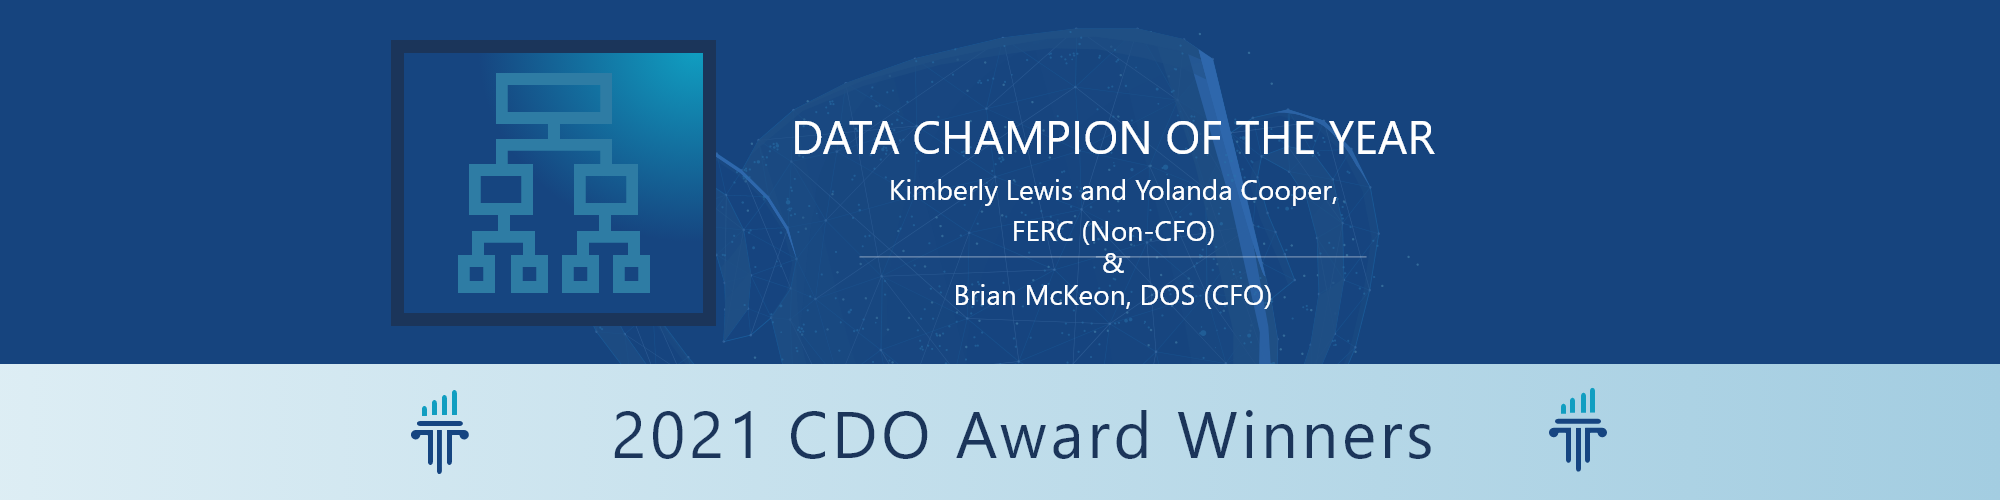 DATA CHAMPION OF THE YEAR
Kimberly Lewis and Yolanda Cooper,
FERC (Non-CFO)
&
Brian McKeon, DOS (CFO)
2021 CDO Award Winners